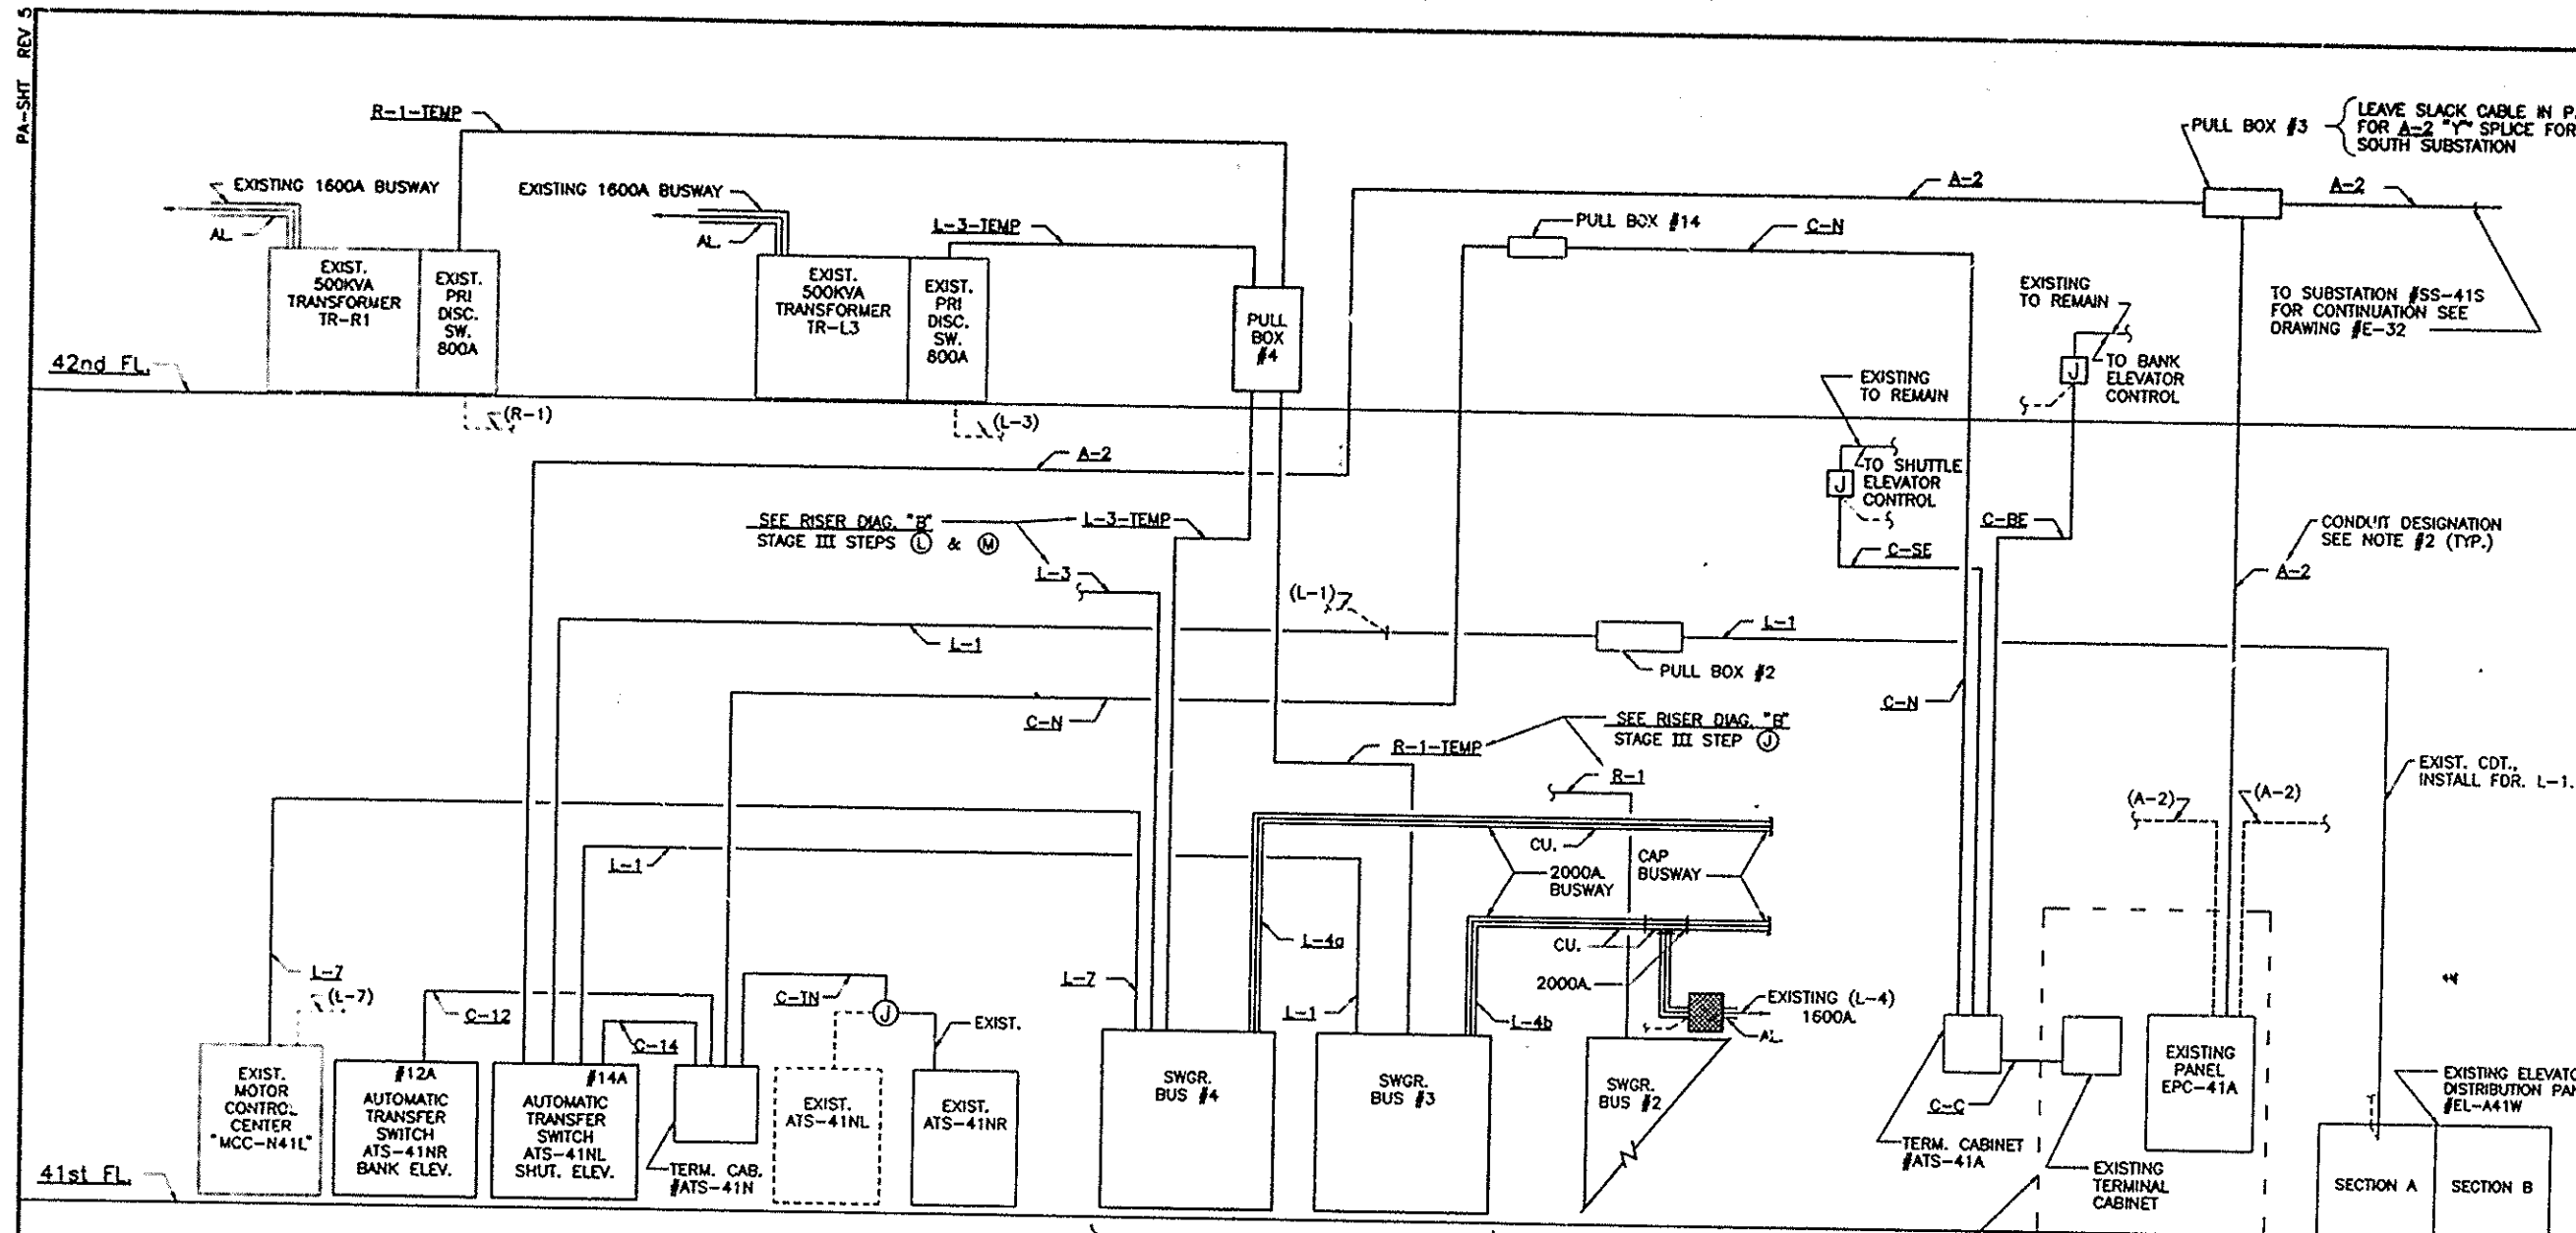 PA-SHT REV 5
R-1-TEMP
EXISTING 1600A BUSWAY
AL.
EXISTING 1600A BUSWAY
AL.
L-3-TEMP
EXIST.
500KVA
TRANSFORMER
TR-R1
EXIST.
PRI
DISC.
SW.
800A
EXIST.
500KVA
TRANSFORMER
TR-L3
EXIST.
PRI
DISC.
SW.
800A
PULL
BOX
#4
PULL BOX #14
C-N
A-2
PULL BOX #3
LEAVE SLACK CABLE IN P.
FOR A-2 "Y" SPLICE FOR
SOUTH SUBSTATION
A-2
EXISTING
TO REMAIN
TO SUBSTATION #SS-41S
FOR CONTINUATION SEE
DRAWING #E-32
J
TO BANK
ELEVATOR
CONTROL
EXISTING
TO REMAIN
J
TO SHUTTLE
ELEVATOR
CONTROL
42nd FL.
(R-1)
(L-3)
A-2
SEE RISER DIAG. "B"
STAGE III STEPS L & M
L-3-TEMP
L-3
C-BE
C-SE
CONDUIT DESIGNATION
SEE NOTE #2 (TYP.)
A-2
(L-1)
L-1
L-1
PULL BOX #2
C-N
C-N
SEE RISER DIAG. "B"
STAGE III STEP J
R-1-TEMP
R-1
EXIST. CDT.,
INSTALL FDR. L-1.
(A-2)
(A-2)
L-1
CU.
2000A.
BUSWAY
CAP
BUSWAY
L-4a
CU.
2000A.
L-7
(L-7)
C-12
C-14
C-TN
J
EXIST.
L-7
L-1
L-4b
EXISTING (L-4)
1600A.
AL.
EXIST.
MOTOR
CONTROL
CENTER
"MCC-N41L"
#12A
AUTOMATIC
TRANSFER
SWITCH
ATS-41NR
BANK ELEV.
#14A
AUTOMATIC
TRANSFER
SWITCH
ATS-41NL
SHUT. ELEV.
TERM. CAB.
#ATS-41N
EXIST.
ATS-41NL
EXIST.
ATS-41NR
SWGR.
BUS #4
SWGR.
BUS #3
SWGR.
BUS #2
C-C
TERM. CABINET
#ATS-41A
EXISTING
TERMINAL
CABINET
EXISTING
PANEL
EPC-41A
EXISTING ELEVATO
DISTRIBUTION PAN
#EL-A41W
SECTION A
SECTION B
41st FL.